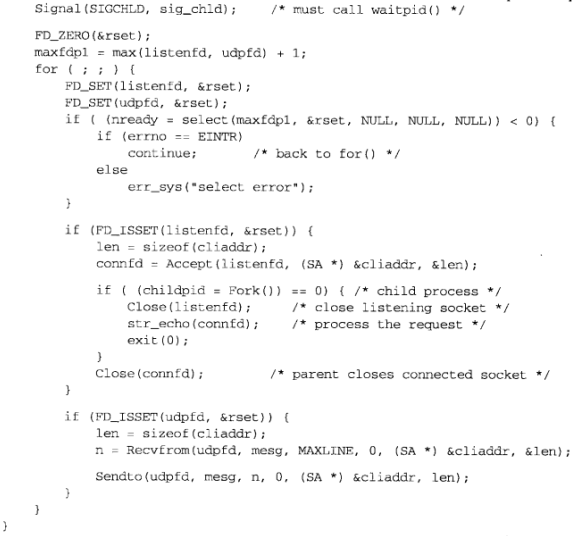 Signal(SIGCHLD, sig_chld);    /* must call waitpid() */
FD_ZERO(&rset);
maxfdp1 = max(listenfd, udpfd) + 1;
for ( ; ; ) {
FD_SET(listenfd, &rset);
FD_SET(udpfd, &rset);
if ( (nready = select(maxfdp1, &rset, NULL, NULL, NULL)) < 0) {
if (errno == EINTR)
continue;        /* back to for() */
else
err_sys("select error");
}
if (FD_ISSET(listenfd, &rset)) {
len = sizeof(cliaddr);
connfd = Accept(listenfd, (SA *) &cliaddr, &len);
if ( (childpid = Fork()) == 0) { /* child process */
Close(listenfd);     /* close listening socket */
str_echo(connfd);    /* process the request */
exit(0);
}
Close(connfd);           /* parent closes connected socket */
}
if (FD_ISSET(udpfd, &rset)) {
len = sizeof(cliaddr);
n = Recvfrom(udpfd, mesg, MAXLINE, 0, (SA *) &cliaddr, &len);
Sendto(udpfd, mesg, n, 0, (SA *) &cliaddr, len);
}
}
}